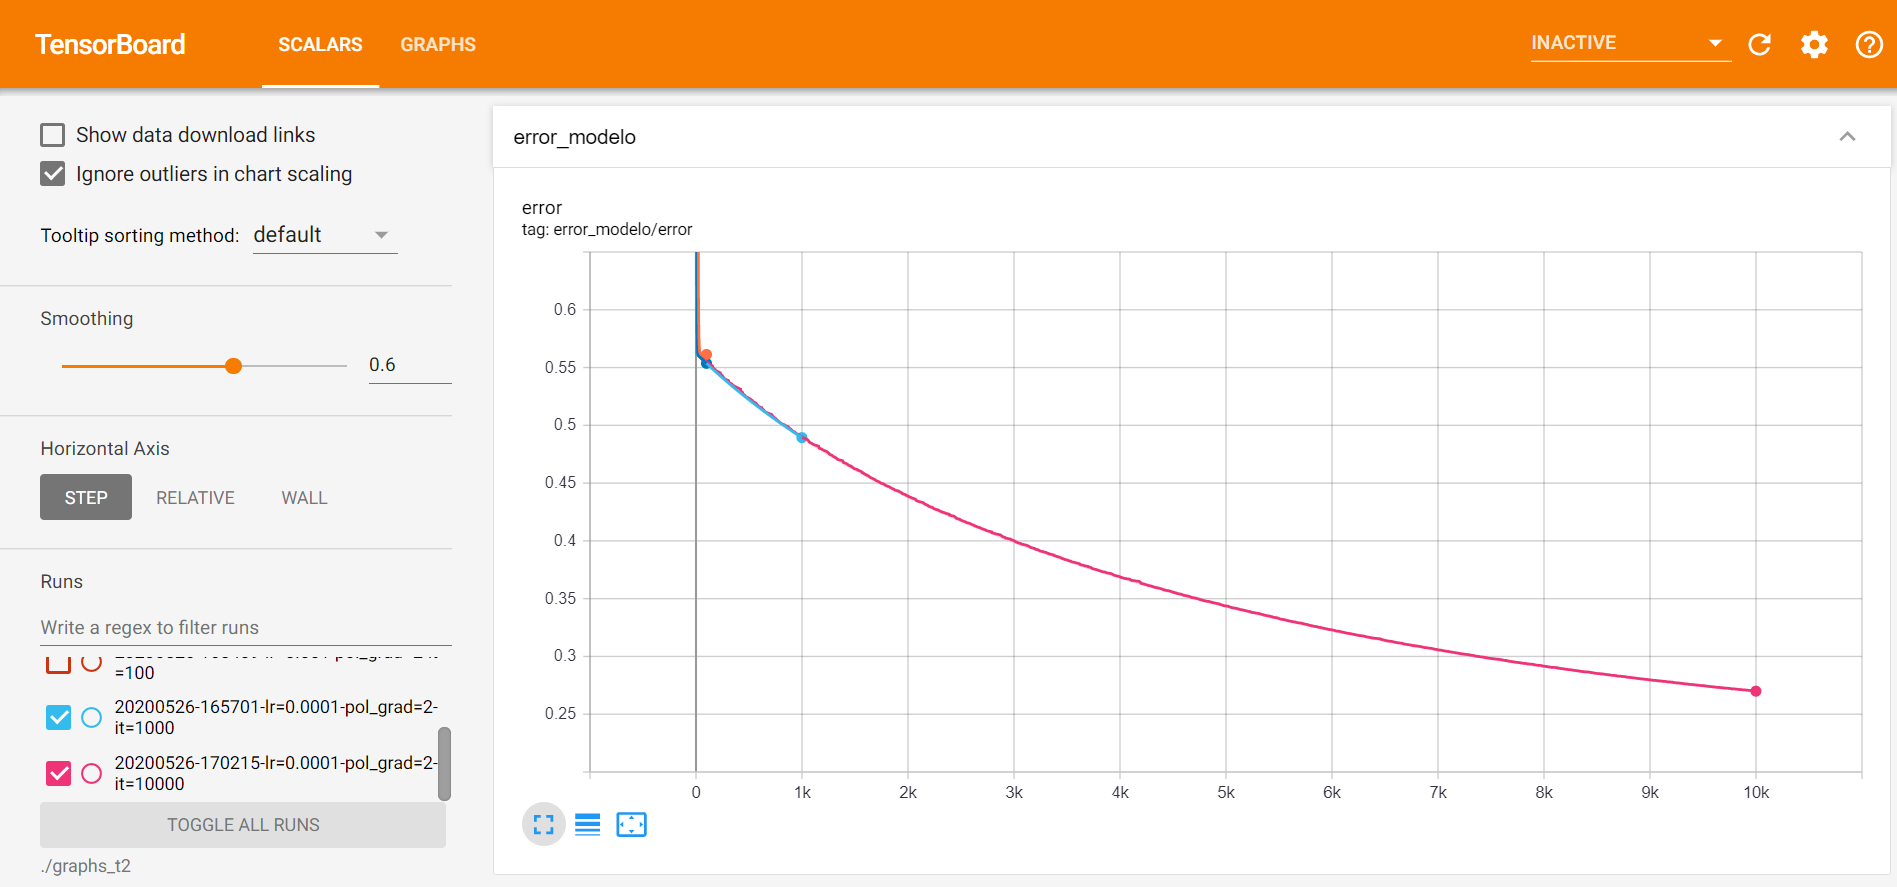 TensorBoard
SCALARS
GRAPHS
INACTIVE
Show data download links
Ignore outliers in chart scaling
Tooltip sorting method: default
Smoothing
0.6
Horizontal Axis
STEP
RELATIVE
WALL
Runs
Write a regex to filter runs
=100
20200526-165701-lr=0.0001-pol_grad=2-
it=1000
20200526-170215-lr=0.0001-pol_grad=2-
it=10000
TOGGLE ALL RUNS
./graphs_t2
error_modelo
error
tag: error_modelo/error
0.6
0.55
0.5
0.45
0.4
0.35
0.3
0.25
0 1k 2k 3k 4k 5k 6k 7k 8k 9k 10k